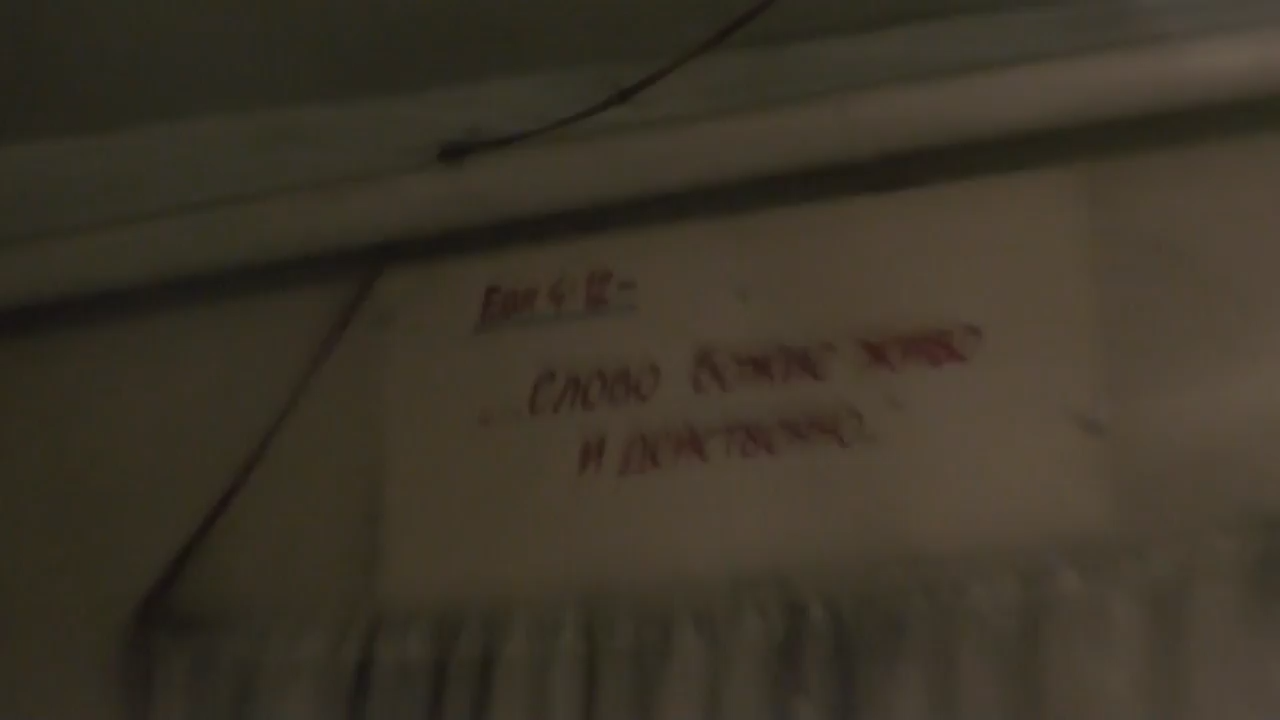 Евр 4:12-
Слово Божие живо
и действенно